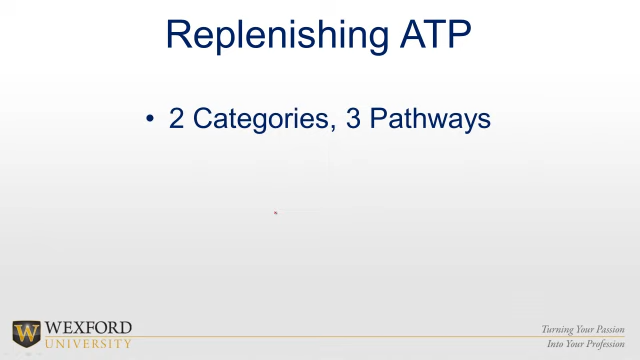 Replenishing ATP
• 2 Categories, 3 Pathways
W
WEXFORD
UNIVERSITY
Turning Your Passion
Into Your Profession